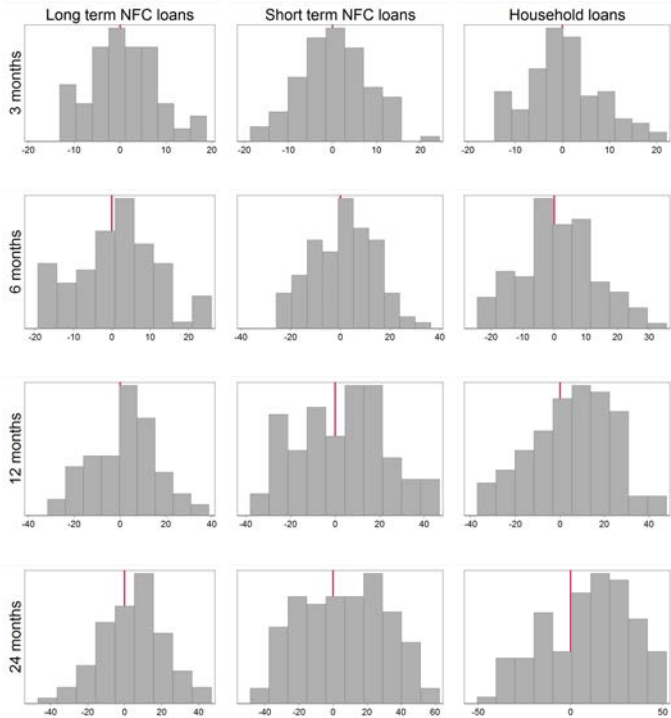 Long term NFC loans Short term NFC loans Household loans
3 months
-20 -10 0 10 20 -20 -10 0 10 20 -20 -10 0 10 20
6 months
-20 -10 0 10 20 -40 -20 0 20 40 -20 -10 0 10 20 30
12 months
-40 -20 0 20 40 -40 -20 0 20 40 -40 -20 0 20 40
24 months
-40 -20 0 20 40 -60 -40 -20 0 20 40 60 -50 0 50